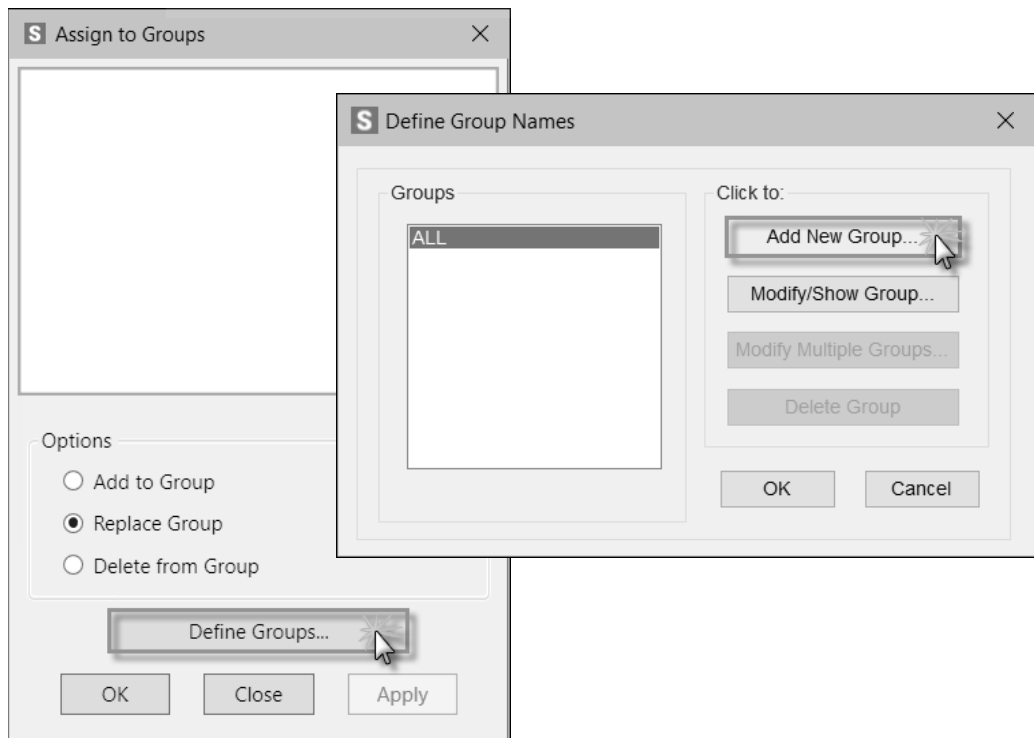 S Assign to Groups
S Define Group Names
Groups
ALL
Click to:
Add New Group...
Modify/Show Group...
Modify Multiple Groups...
Delete Group
OK
Cancel
Options
Add to Group
Replace Group
Delete from Group
Define Groups...
OK
Close
Apply